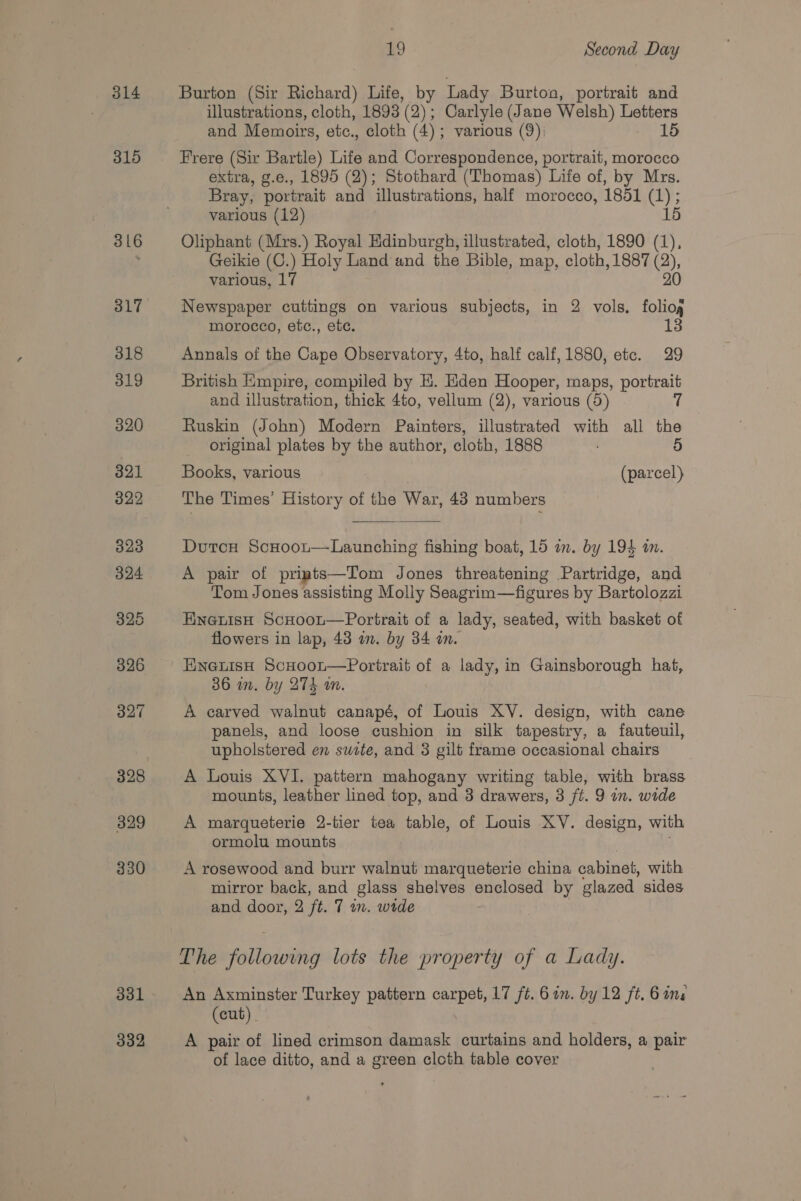 19 Second Day
314 Burton (Sir Richard) Life, by Lady Burton, portrait and
illustrations, cloth, 1893 (2); Carlyle (Jane Welsh) Letters
and Memoirs, etc., cloth (4); various (9) 15
315 Frere (Sir Bartle) Life and Correspondence, portrait, morocco
extra, g.e., 1895 (2); Stothard (Thomas) Life of, by Mrs.
Bray, portrait and illustrations, half morocco, 1851 (1);
various (12) 15
316 Oliphant (Mrs.) Royal Edinburgh, illustrated, cloth, 1890 (1),
Geikie (C.) Holy Land and the Bible, map, cloth, 1887 (2),
various, 17 20
317 Newspaper cuttings on various subjects, in 2 vols. folio,
morocco, etc., etc. 13
318 Annals of the Cape Observatory, 4to, half calf, 1880, etc. 29
319 British Empire, compiled by E. Eden Hooper, maps, portrait
and illustration, thick 4to, vellum (2), various (5) 7
320 Ruskin (John) Modern Painters, illustrated with all the
original plates by the author, cloth, 1888 5
321 Books, various (parcel)
322 The Times' History of the War, 43 numbers
323 DUTCH SCHOOL—Launching fishing boat, 15 in. by 19½ in.
324 A pair of prints—Tom Jones threatening Partridge, and
Tom Jones assisting Molly Seagrim—figures by Bartolozzi
325 ENGLISH SCHOOL—Portrait of a lady, seated, with basket of
flowers in lap, 43 in. by 34 in.
326 ENGLISH SCHOOL—Portrait of a lady, in Gainsborough hat,
36 in. by 27½ in.
327 A carved walnut canapé, of Louis XV. design, with cane
panels, and loose cushion in silk tapestry, a fauteuil,
upholstered en suite, and 3 gilt frame occasional chairs
328 A Louis XVI. pattern mahogany writing table, with brass
mounts, leather lined top, and 3 drawers, 3 ft. 9 in. wide
329 A marqueterie 2-tier tea table, of Louis XV. design, with
ormolu mounts
330 A rosewood and burr walnut marqueterie china cabinet, with
mirror back, and glass shelves enclosed by glazed sides
and door, 2 ft. 7 in. wide
The following lots the property of a Lady.
331 An Axminster Turkey pattern carpet, 17 ft. 6 in. by 12 ft. 6 in.
(cut)
332 A pair of lined crimson damask curtains and holders, a pair
of lace ditto, and a green cloth table cover